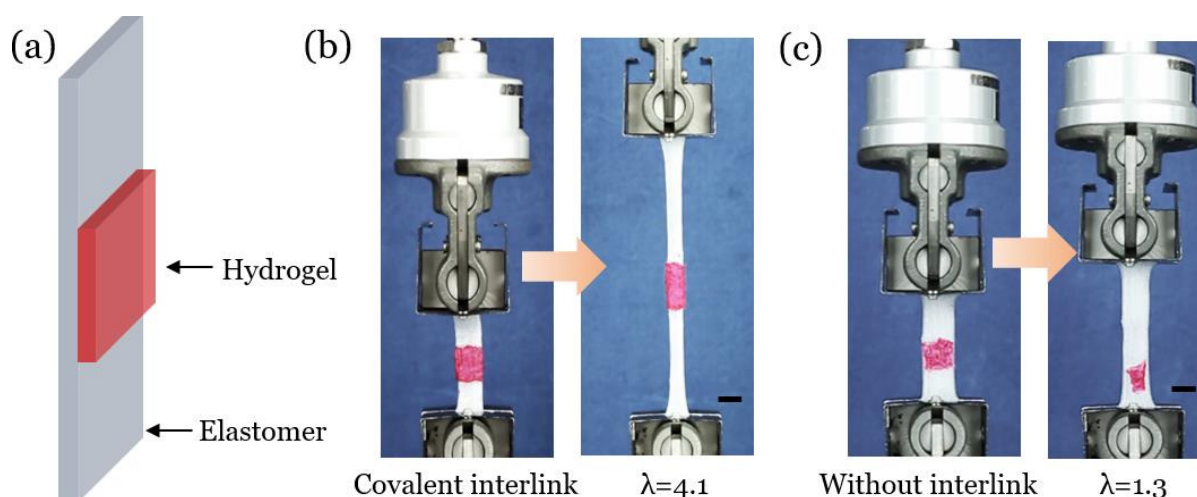 (a)
Hydrogel
Elastomer
(b)
Covalent interlink
λ=4.1
(c)
Without interlink
λ=1.3